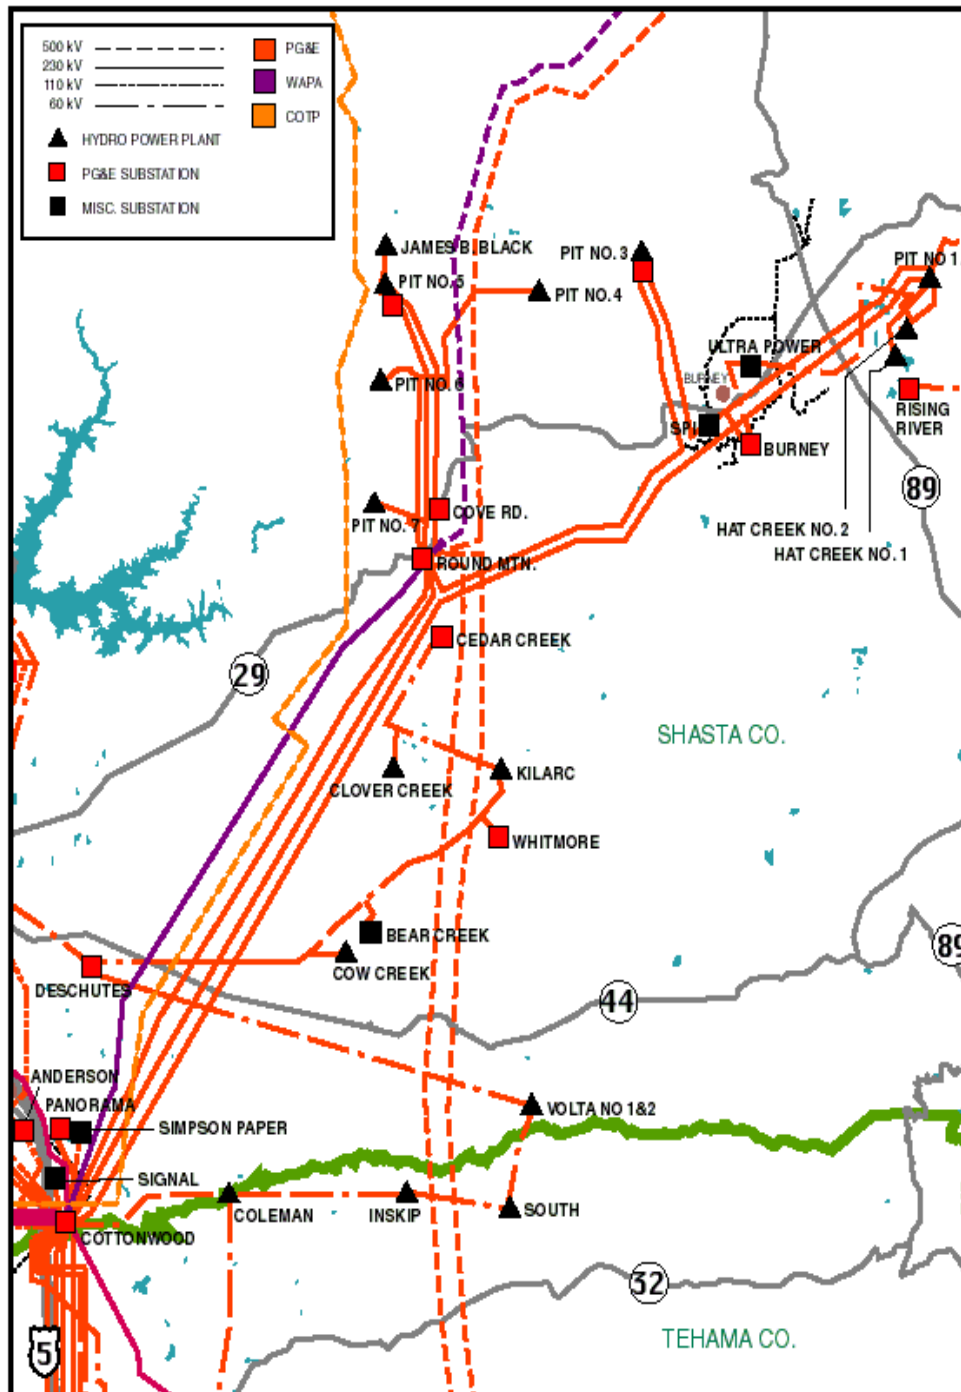 500 kV
230 kV
110 kV
60 kV
PG&E
WAPA
COTP
HYDRO POWER PLANT
PG&E SUBSTATION
MISC. SUBSTATION
JAMES B. BLACK
PIT NO. 5
PIT NO. 4
PIT NO. 3
PIT NO 1
PIT NO. 6
ULTRA POWER
BURNEY
SPI
BURNEY
RISING
RIVER
89
HAT CREEK NO. 2
HAT CREEK NO. 1
PIT NO. 7
COVE RD.
ROUND MTN.
CEDAR CREEK
29
SHASTA CO.
CLOVER CREEK
KILARC
WHITMORE
BEAR CREEK
COW CREEK
DESCHUTES
89
44
ANDERSON
PANORAMA
SIMPSON PAPER
VOLTA NO 1&2
SIGNAL
COLEMAN
INSKIP
SOUTH
COTTONWOOD
32
5
TEHAMA CO.